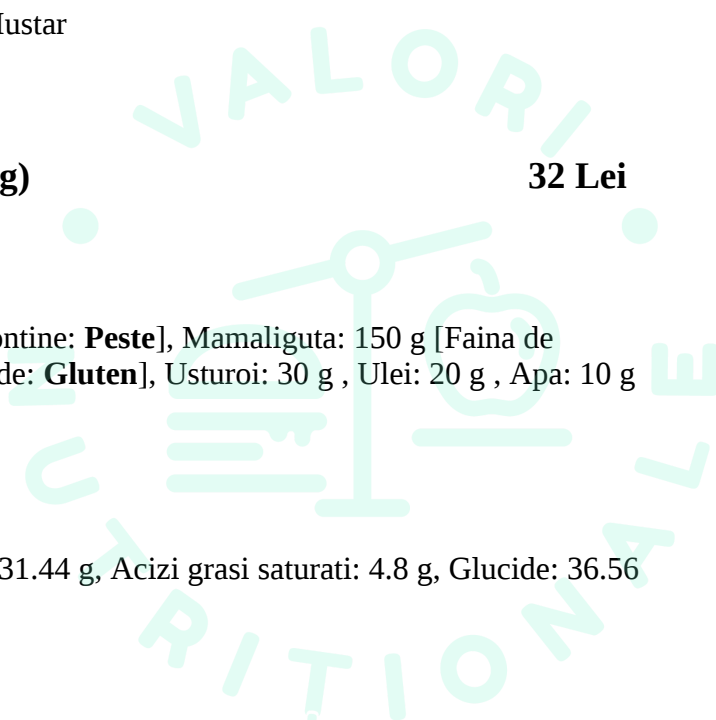 Mustar
VALORI
g)
32 Lei
ontine: Peste], Mamaliguta: 150 g [Faina de
de: Gluten], Usturoi: 30 g , Ulei: 20 g , Apa: 10 g
31.44 g, Acizi grasi saturati: 4.8 g, Glucide: 36.56
NUTRITIONALE